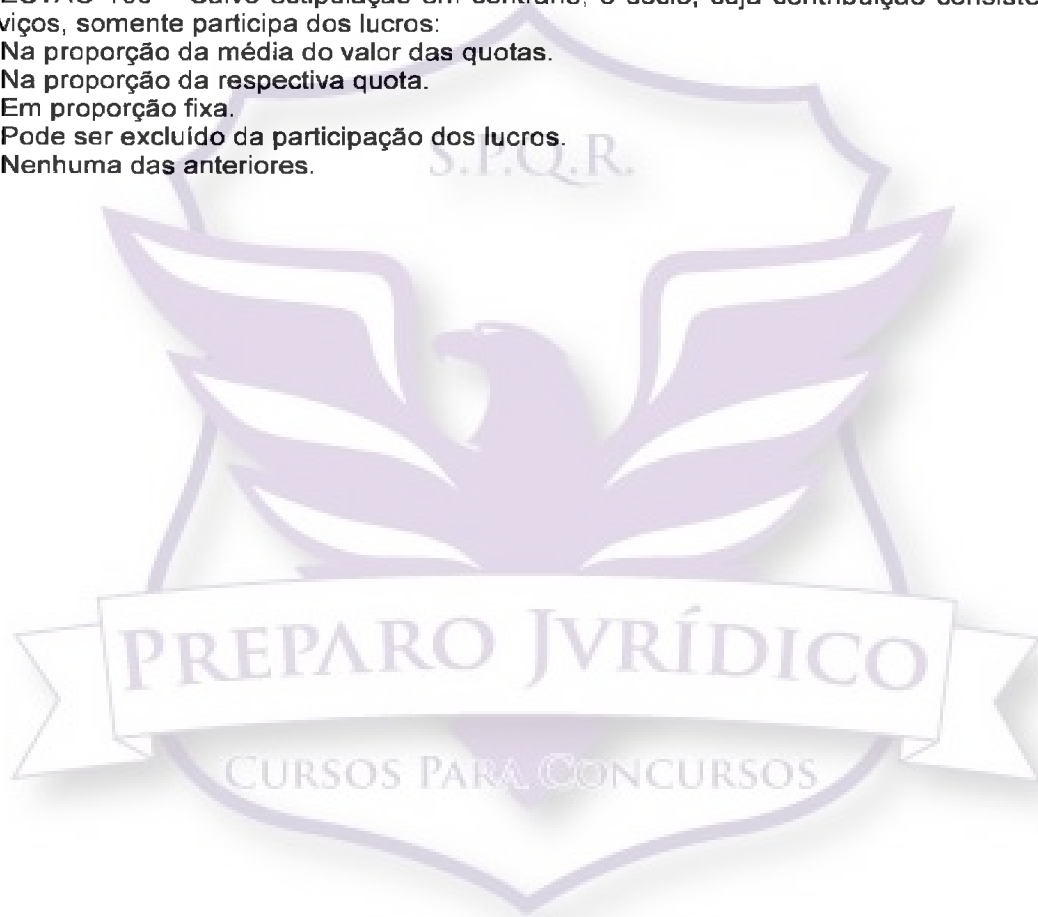 viços, somente participa dos lucros:
Na proporção da média do valor das quotas.
Na proporção da respectiva quota.
Em proporção fixa.
Pode ser excluído da participação dos lucros.
Nenhuma das anteriores.
S.P.Q.R.
PREPARO JVRÍDICO
CURSOS PARA CONCURSOS